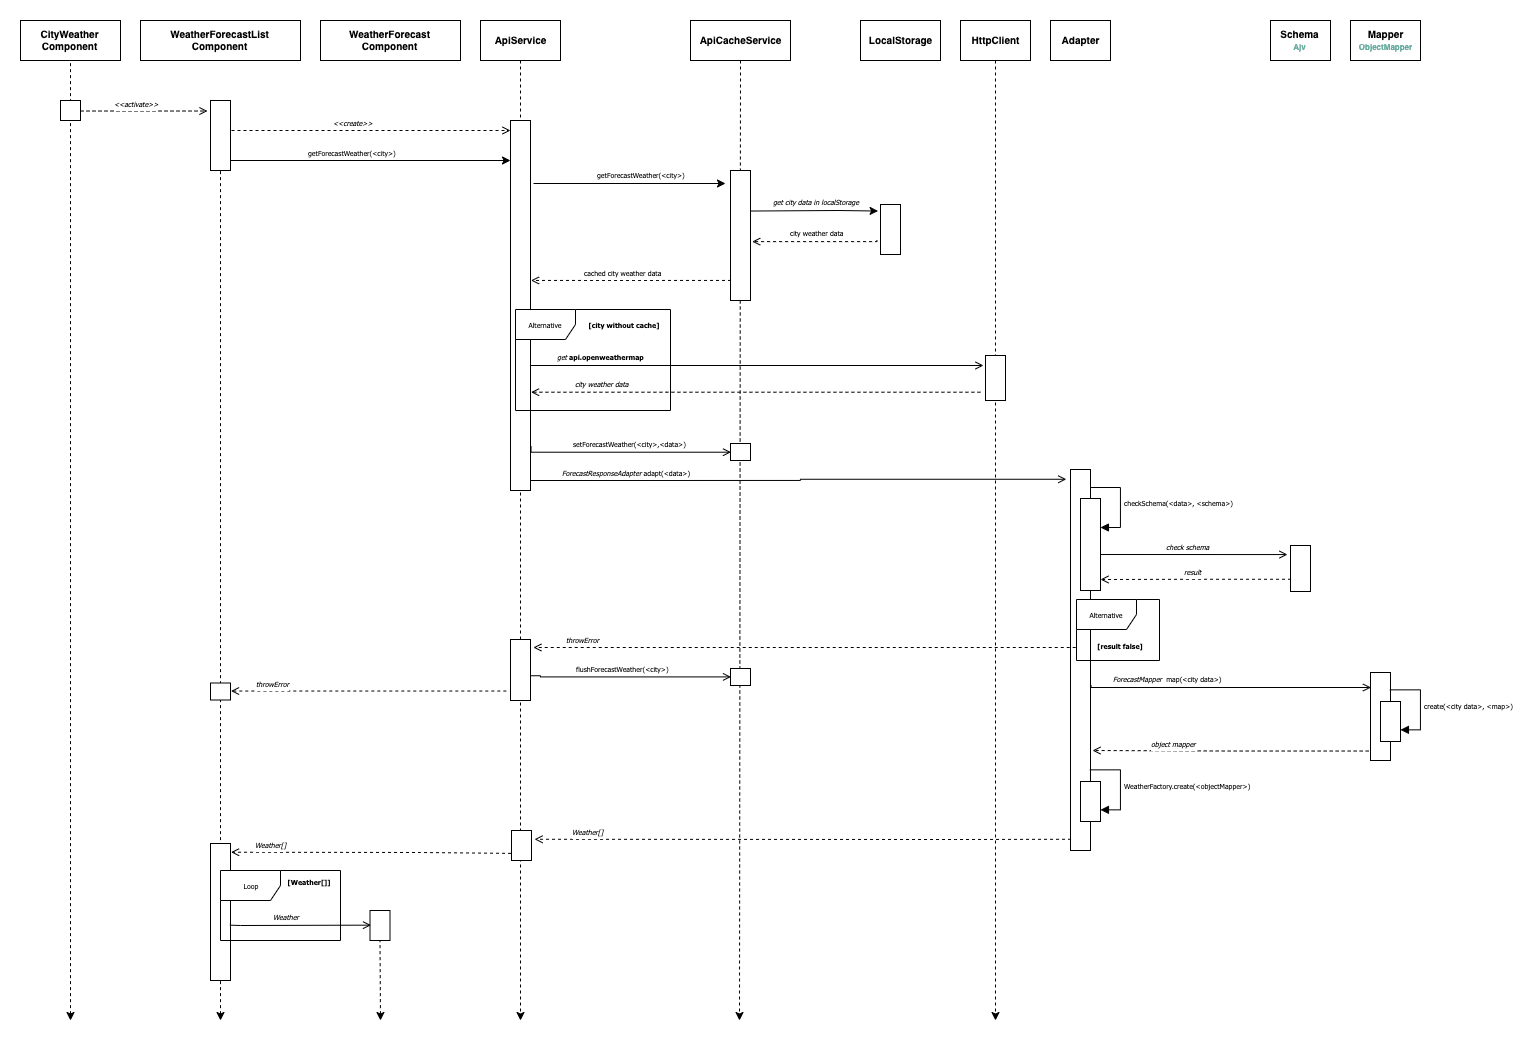 CityWeather
Component
WeatherForecastList
Component
WeatherForecast
Component
ApiService
ApiCacheService
LocalStorage
HttpClient
Adapter
Schema
Ajv
Mapper
ObjectMapper
<<activate>>
<<create>>
getForecastWeather(<city>)
getForecastWeather(<city>)
get city data in localStorage
city weather data
cached city weather data
Alternative
[city without cache]
get api.openweathermap
city weather data
setForecastWeather(<city>,<data>)
ForecastResponseAdapter adapt(<data>)
checkSchema(<data>, <schema>)
check schema
result
Alternative
[result false]
throwError
flushForecastWeather(<city>)
throwError
ForecastMapper map(<city data>)
create(<city data>, <map>)
object mapper
WeatherFactory.create(<objectMapper>)
Weather[]
Weather[]
Loop
[Weather[]]
Weather